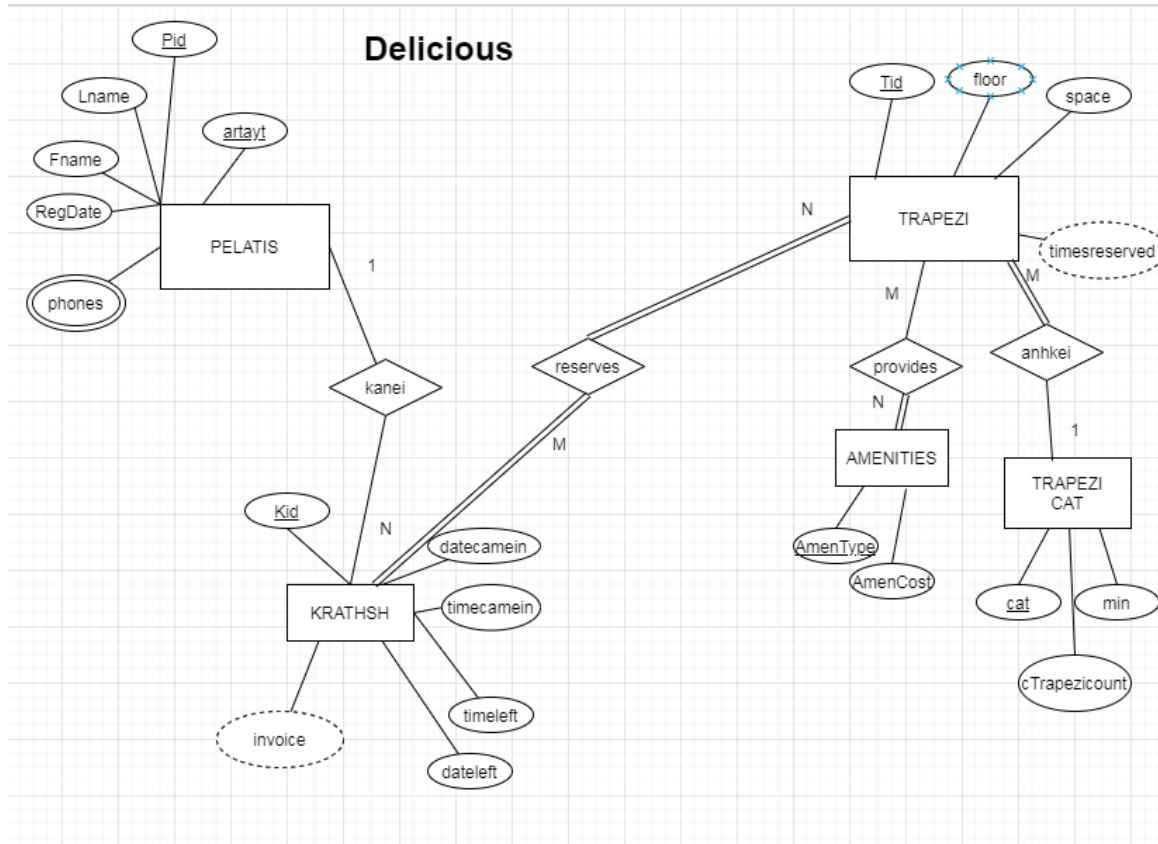 Delicious
Pid
Lname
artayt
Fname
RegDate
PELATIS
phones
1
kanei
N
Kid
datecamein
timecamein
KRATHSH
timeleft
invoice
dateleft
reserves
N
M
Tid
floor
space
TRAPEZI
timesreserved
M
M
provides
anhkei
N
1
AMENITIES
TRAPEZI
CAT
AmenType
AmenCost
cat
min
cTrapezicount